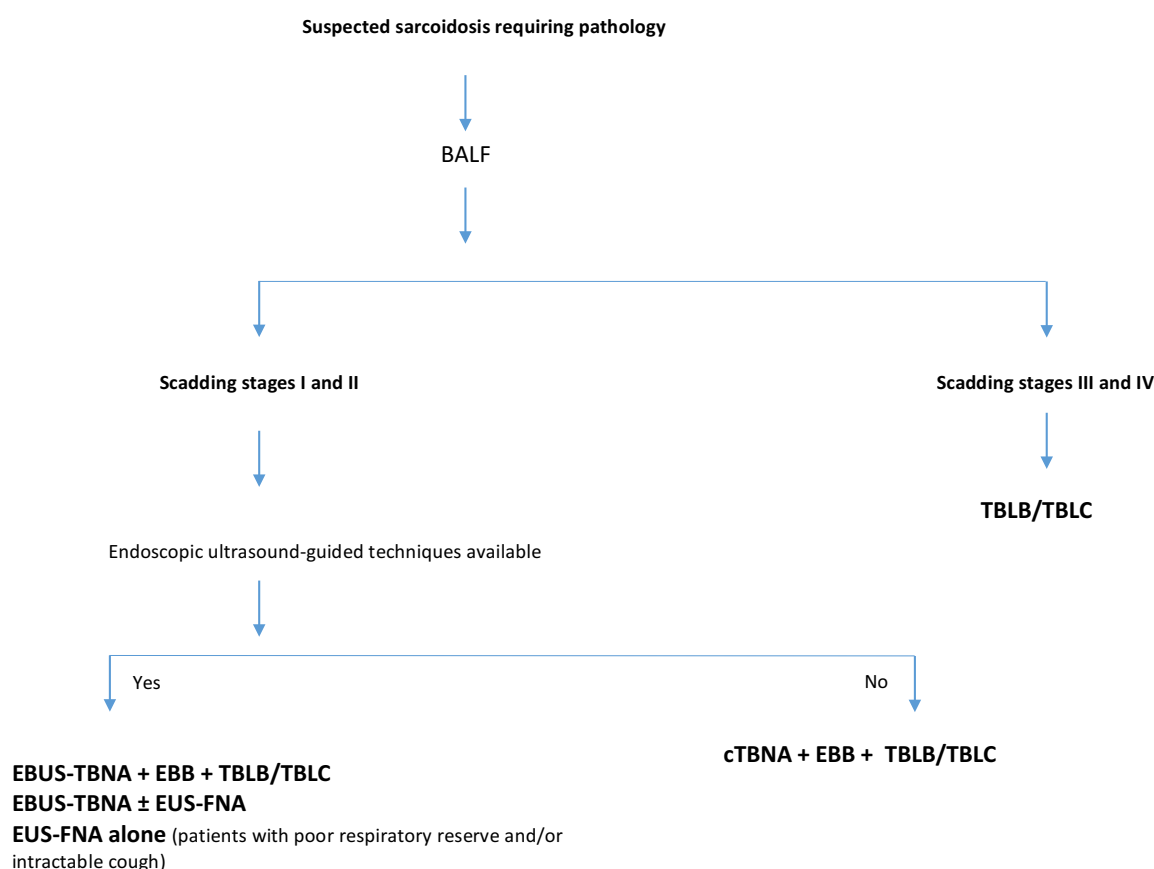 Suspected sarcoidosis requiring pathology
BALF
Scadding stages I and II
Scadding stages III and IV
TBLB/TBLC
Endoscopic ultrasound-guided techniques available
Yes
No
cTBNA + EBB + TBLB/TBLC
EBUS-TBNA + EBB + TBLB/TBLC
EBUS-TBNA ± EUS-FNA
EUS-FNA alone (patients with poor respiratory reserve and/or
intractable cough)